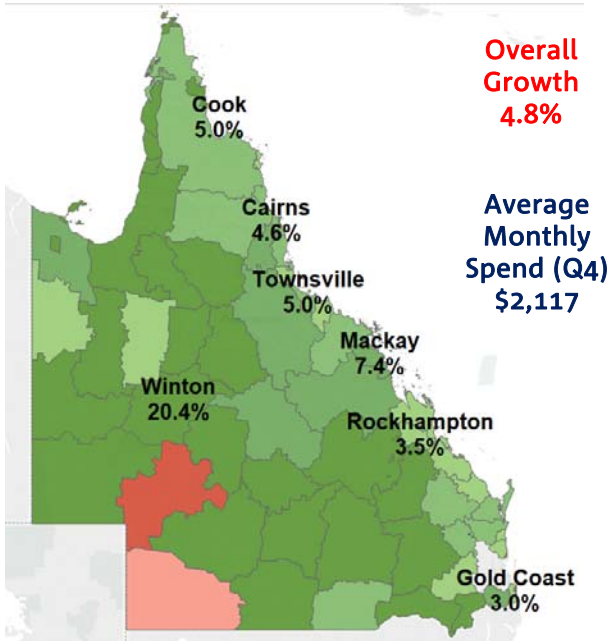 Overall
Growth
4.8%
Cook
5.0%
Cairns
4.6%
Average
Monthly
Spend (Q4)
$2,117
Townsville
5.0%
Mackay
7.4%
Winton
20.4%
Rockhampton
3.5%
Gold Coast
3.0%